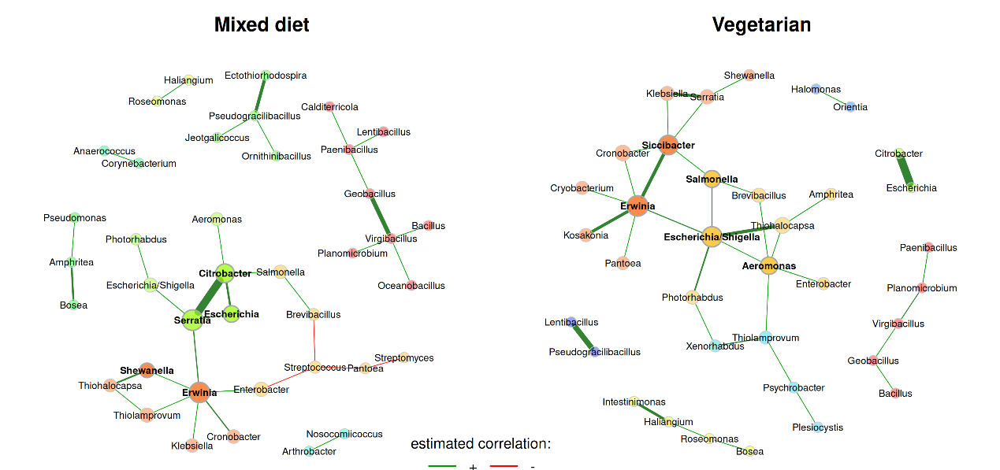 Mixed diet
Haliangium
Ectothiorhodospira
Roseomonas
Calditerricola
Pseudogracilibacillus
Lentibacillus
Jeotgalicoccus
Paenibacillus
Anaerococcus
Ornithinibacillus
Corynebacterium
Geobacillus
Pseudomonas
Aeromonas
Bacillus
Photorhabdus
Virgibacillus
Planomicrobium
Amphritea
Citrobacter
Salmonella
Escherichia/Shigella
Oceanobacillus
Bosea
Escherichia
Brevibacillus
Serratia
Streptomyces
Streptococcus
Pantoea
Shewanella
Thiohalocapsa
Erwinia
Enterobacter
Thiolamprovum
Cronobacter
Nosocomiicoccus
Klebsiella
Arthrobacter
Vegetarian
Shewanella
Klebsiella
Serratia
Halomonas
Orientia
Siccibacter
Cronobacter
Citrobacter
Salmonella
Cryobacterium
Brevibacillus
Amphritea
Escherichia
Erwinia
Thiohalocapsa
Kosakonia
Escherichia/Shigella
Paenibacillus
Pantoea
Aeromonas
Enterobacter
Planomicrobium
Photorhabdus
Lentibacillus
Virgibacillus
Thiolamprovum
Xenorhabdus
Pseudogracilibacillus
Geobacillus
Psychrobacter
Bacillus
Intestinimonas
Haliangium
Plesiocystis
Roseomonas
Bosea
estimated correlation:
+ -